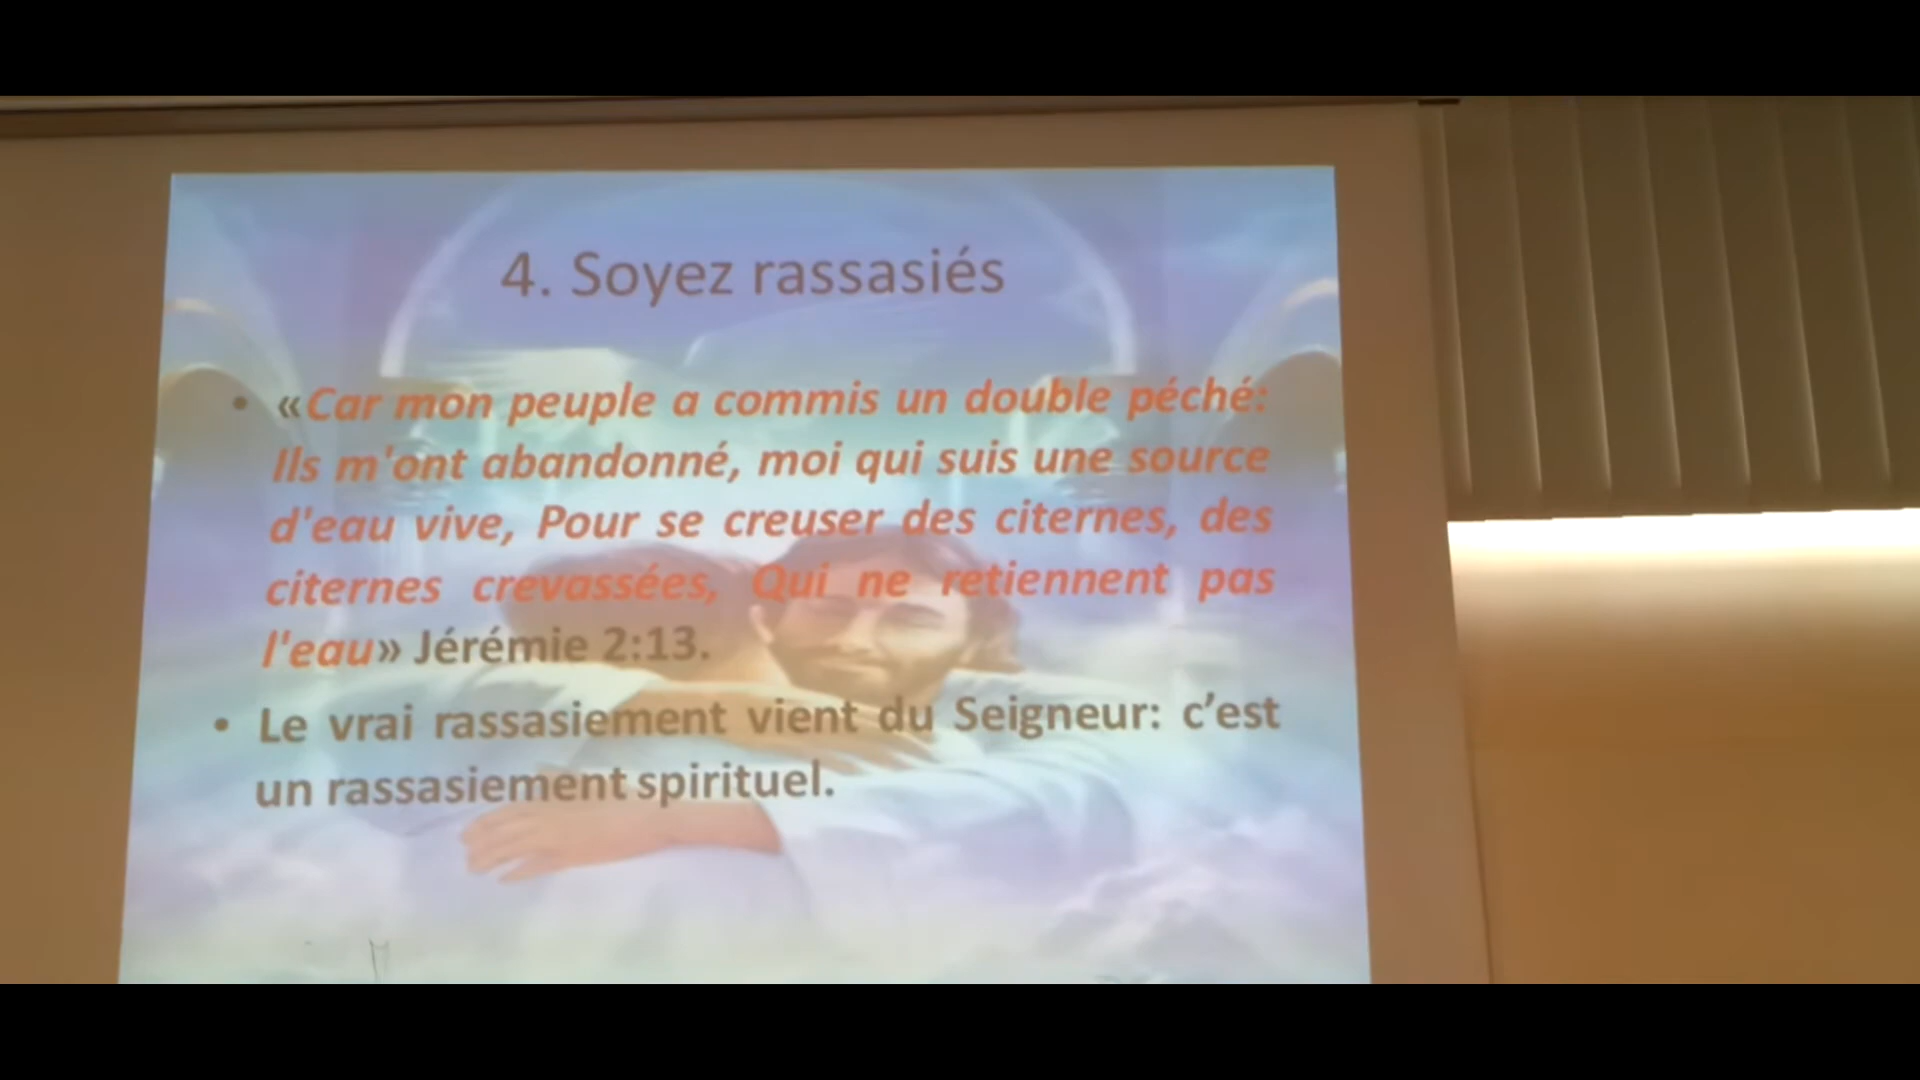 4. Soyez rassasiés
• «Car mon peuple a commis un double péché:
Ils m'ont abandonné, moi qui suis une source
d'eau vive, Pour se creuser des citernes, des
citernes crevassées, Qui ne retiennent pas
l'eau» Jérémie 2:13.
• Le vrai rassasiement vient du Seigneur: c’est
un rassasiement spirituel.